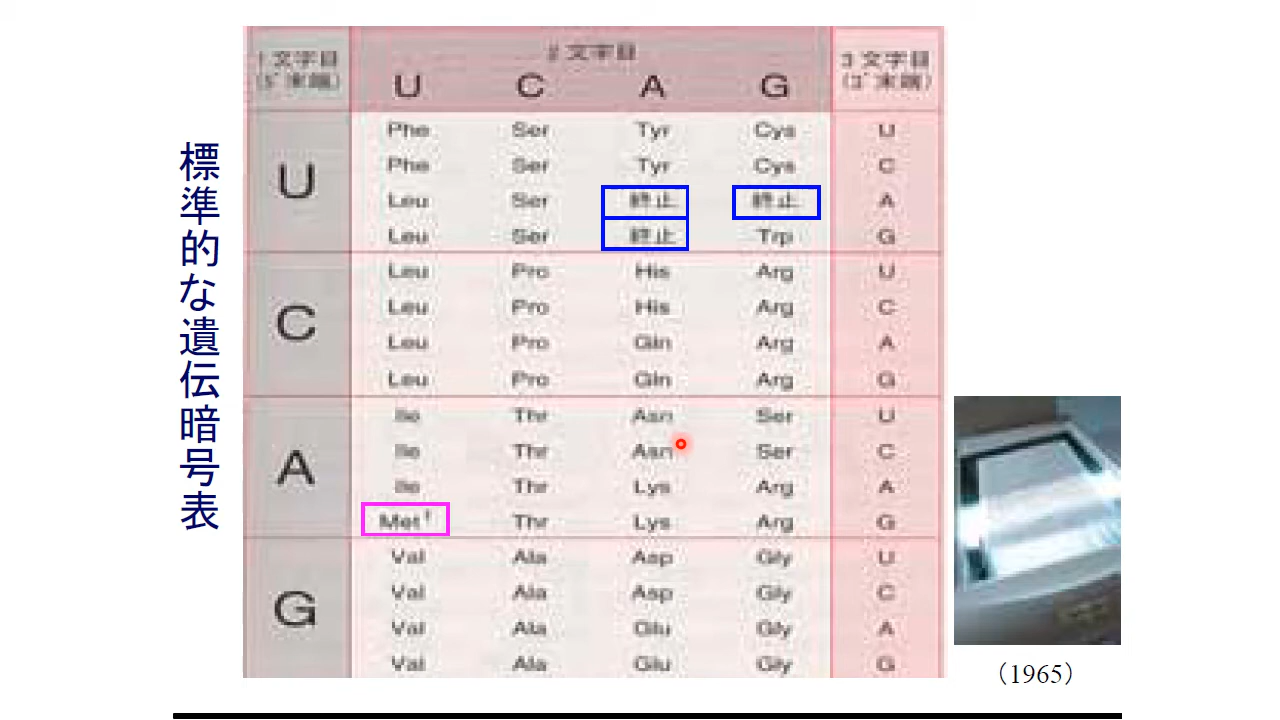 標準的な遺伝暗号表
1文字目 2文字目 3文字目
(5´末端) U C A G (3´末端)
U Phe Ser Tyr Cys U
Phe Ser Tyr Cys C
Leu Ser 終止 終止 A
Leu Ser 終止 Trp G
C Leu Pro His Arg U
Leu Pro His Arg C
Leu Pro Gln Arg A
Leu Pro Gln Arg G
A Ile Thr Asn Ser U
Ile Thr Asn Ser C
Ile Thr Lys Arg A
Met† Thr Lys Arg G
G Val Ala Asp Gly U
Val Ala Asp Gly C
Val Ala Glu Gly A
Val Ala Glu Gly G
（1965）